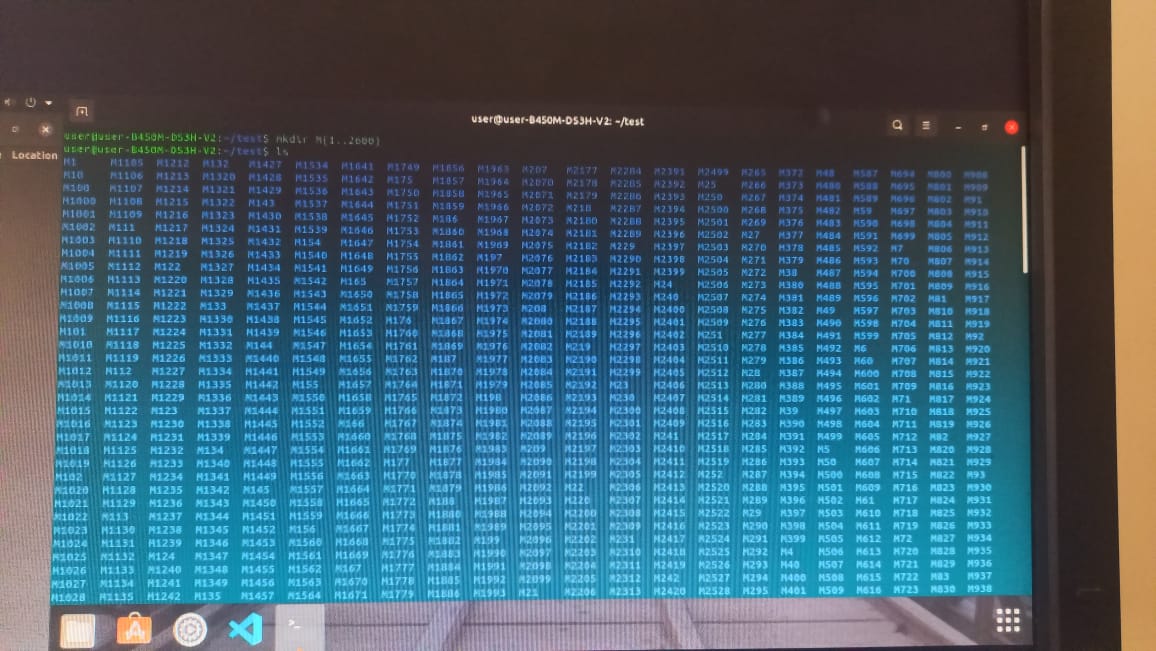 user@user-B450M-DS3H-V2: ~/test
Location
user@user-B450M-DS3H-V2:~/test$ mkdir M{1..2600}
user@user-B450M-DS3H-V2:~/test$ ls
M1 M1105 M1212 M132 M1427 M1534 M1641 M1749 M1856 M1963 M207 M2177 M2284 M2391 M2499 M265 M372 M48 M587 M694 M800 M908
M10 M1106 M1213 M1320 M1428 M1535 M1642 M175 M1857 M1964 M2070 M2178 M2285 M2392 M25 M266 M373 M480 M588 M695 M801 M909
M100 M1107 M1214 M1321 M1429 M1536 M1643 M1750 M1858 M1965 M2071 M2179 M2286 M2393 M250 M267 M374 M481 M589 M696 M802 M91
M1000 M1108 M1215 M1322 M143 M1537 M1644 M1751 M1859 M1966 M2072 M218 M2287 M2394 M2500 M268 M375 M482 M59 M697 M803 M910
M1001 M1109 M1216 M1323 M1430 M1538 M1645 M1752 M186 M1967 M2073 M2180 M2288 M2395 M2501 M269 M376 M483 M590 M698 M804 M911
M1002 M111 M1217 M1324 M1431 M1539 M1646 M1753 M1860 M1968 M2074 M2181 M2289 M2396 M2502 M27 M377 M484 M591 M699 M805 M912
M1003 M1110 M1218 M1325 M1432 M154 M1647 M1754 M1861 M1969 M2075 M2182 M229 M2397 M2503 M270 M378 M485 M592 M7 M806 M913
M1004 M1111 M1219 M1326 M1433 M1540 M1648 M1755 M1862 M197 M2076 M2183 M2290 M2398 M2504 M271 M379 M486 M593 M70 M807 M914
M1005 M1112 M122 M1327 M1434 M1541 M1649 M1756 M1863 M1970 M2077 M2184 M2291 M2399 M2505 M272 M38 M487 M594 M700 M808 M915
M1006 M1113 M1220 M1328 M1435 M1542 M165 M1757 M1864 M1971 M2078 M2185 M2292 M24 M2506 M273 M380 M488 M595 M701 M809 M916
M1007 M1114 M1221 M1329 M1436 M1543 M1650 M1758 M1865 M1972 M2079 M2186 M2293 M240 M2507 M274 M381 M489 M596 M702 M81 M917
M1008 M1115 M1222 M133 M1437 M1544 M1651 M1759 M1866 M1973 M208 M2187 M2294 M2400 M2508 M275 M382 M49 M597 M703 M810 M918
M1009 M1116 M1223 M1330 M1438 M1545 M1652 M176 M1867 M1974 M2080 M2188 M2295 M2401 M2509 M276 M383 M490 M598 M704 M811 M919
M101 M1117 M1224 M1331 M1439 M1546 M1653 M1760 M1868 M1975 M2081 M2189 M2296 M2402 M251 M277 M384 M491 M599 M705 M812 M92
M1010 M1118 M1225 M1332 M144 M1547 M1654 M1761 M1869 M1976 M2082 M219 M2297 M2403 M2510 M278 M385 M492 M6 M706 M813 M920
M1011 M1119 M1226 M1333 M1440 M1548 M1655 M1762 M187 M1977 M2083 M2190 M2298 M2404 M2511 M279 M386 M493 M60 M707 M814 M921
M1012 M112 M1227 M1334 M1441 M1549 M1656 M1763 M1870 M1978 M2084 M2191 M2299 M2405 M2512 M28 M387 M494 M600 M708 M815 M922
M1013 M1120 M1228 M1335 M1442 M155 M1657 M1764 M1871 M1979 M2085 M2192 M23 M2406 M2513 M280 M388 M495 M601 M709 M816 M923
M1014 M1121 M1229 M1336 M1443 M1550 M1658 M1765 M1872 M198 M2086 M2193 M230 M2407 M2514 M281 M389 M496 M602 M71 M817 M924
M1015 M1122 M123 M1337 M1444 M1551 M1659 M1766 M1873 M1980 M2087 M2194 M2300 M2408 M2515 M282 M39 M497 M603 M710 M818 M925
M1016 M1123 M1230 M1338 M1445 M1552 M166 M1767 M1874 M1981 M2088 M2195 M2301 M2409 M2516 M283 M390 M498 M604 M711 M819 M926
M1017 M1124 M1231 M1339 M1446 M1553 M1660 M1768 M1875 M1982 M2089 M2196 M2302 M241 M2517 M284 M391 M499 M605 M712 M82 M927
M1018 M1125 M1232 M134 M1447 M1554 M1661 M1769 M1876 M1983 M209 M2197 M2303 M2410 M2518 M285 M392 M5 M606 M713 M820 M928
M1019 M1126 M1233 M1340 M1448 M1555 M1662 M177 M1877 M1984 M2090 M2198 M2304 M2411 M2519 M286 M393 M50 M607 M714 M821 M929
M102 M1127 M1234 M1341 M1449 M1556 M1663 M1770 M1878 M1985 M2091 M2199 M2305 M2412 M252 M287 M394 M500 M608 M715 M822 M93
M1020 M1128 M1235 M1342 M145 M1557 M1664 M1771 M1879 M1986 M2092 M22 M2306 M2413 M2520 M288 M395 M501 M609 M716 M823 M930
M1021 M1129 M1236 M1343 M1450 M1558 M1665 M1772 M188 M1987 M2093 M220 M2307 M2414 M2521 M289 M396 M502 M61 M717 M824 M931
M1022 M113 M1237 M1344 M1451 M1559 M1666 M1773 M1880 M1988 M2094 M2200 M2308 M2415 M2522 M29 M397 M503 M610 M718 M825 M932
M1023 M1130 M1238 M1345 M1452 M156 M1667 M1774 M1881 M1989 M2095 M2201 M2309 M2416 M2523 M290 M398 M504 M611 M719 M826 M933
M1024 M1131 M1239 M1346 M1453 M1560 M1668 M1775 M1882 M199 M2096 M2202 M231 M2417 M2524 M291 M399 M505 M612 M72 M827 M934
M1025 M1132 M124 M1347 M1454 M1561 M1669 M1776 M1883 M1990 M2097 M2203 M2310 M2418 M2525 M292 M4 M506 M613 M720 M828 M935
M1026 M1133 M1240 M1348 M1455 M1562 M167 M1777 M1884 M1991 M2098 M2204 M2311 M2419 M2526 M293 M40 M507 M614 M721 M829 M936
M1027 M1134 M1241 M1349 M1456 M1563 M1670 M1778 M1885 M1992 M2099 M2205 M2312 M242 M2527 M294 M400 M508 M615 M722 M83 M937
M1028 M1135 M1242 M135 M1457 M1564 M1671 M1779 M1886 M1993 M21 M2206 M2313 M2420 M2528 M295 M401 M509 M616 M723 M830 M938